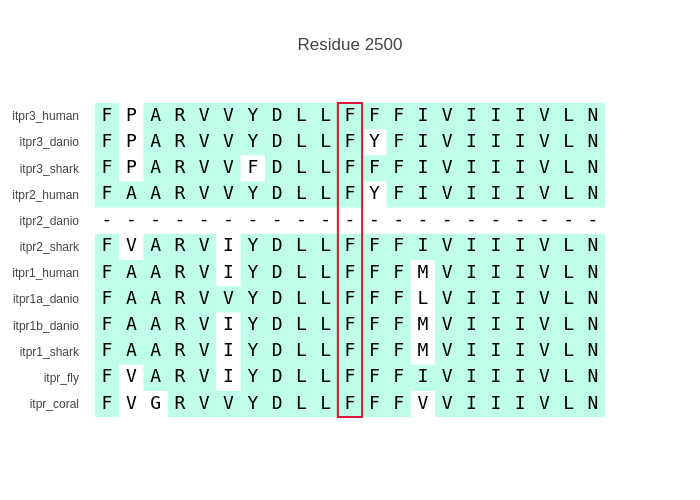 Residue 2500
itpr3_human F P A R V V Y D L L F F F I V I I I V L N
itpr3_danio F P A R V V Y D L L F Y F I V I I I V L N
itpr3_shark F P A R V V F D L L F F F I V I I I V L N
itpr2_human F A A R V V Y D L L F Y F I V I I I V L N
itpr2_danio - - - - - - - - - - - - - - - - - - - - -
itpr2_shark F V A R V I Y D L L F F F I V I I I V L N
itpr1_human F A A R V I Y D L L F F F M V I I I V L N
itpr1a_danio F A A R V V Y D L L F F F L V I I I V L N
itpr1b_danio F A A R V I Y D L L F F F M V I I I V L N
itpr1_shark F A A R V I Y D L L F F F M V I I I V L N
itpr_fly F V A R V I Y D L L F F F I V I I I V L N
itpr_coral F V G R V V Y D L L F F F V V I I I V L N